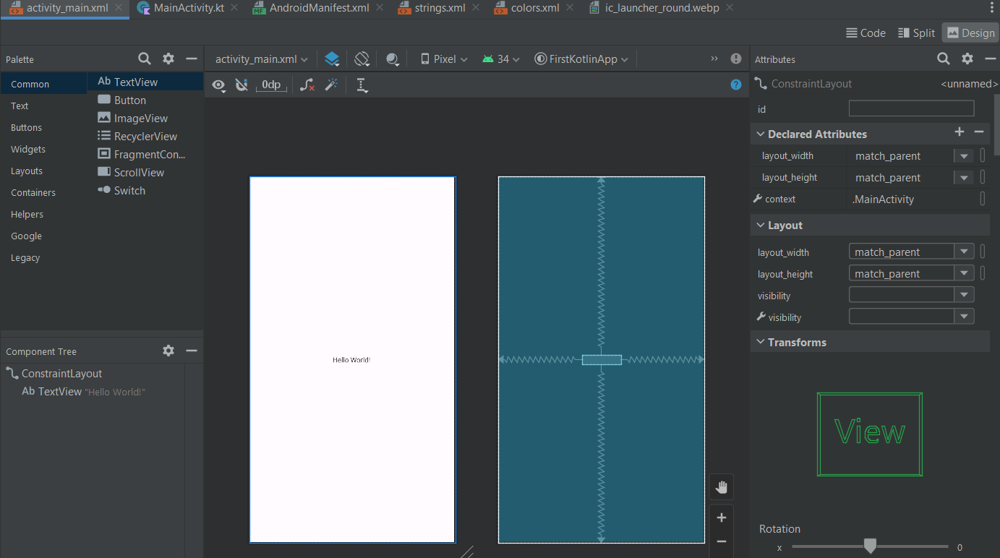 activity_main.xml MainActivity.kt AndroidManifest.xml strings.xml colors.xml ic_launcher_round.webp
Code Split Design
Palette
Common
Text
Buttons
Widgets
Layouts
Containers
Helpers
Google
Legacy
Ab TextView
Button
ImageView
RecyclerView
FragmentCon...
ScrollView
Switch
activity_main.xml Pixel 34 FirstKotlinApp
0dp
Hello World!
Component Tree
ConstraintLayout
Ab TextView "Hello World!"
Attributes
ConstraintLayout <unnamed>
id
Declared Attributes
layout_width match_parent
layout_height match_parent
context .MainActivity
Layout
layout_width match_parent
layout_height match_parent
visibility
visibility
Transforms
View
Rotation
x 0